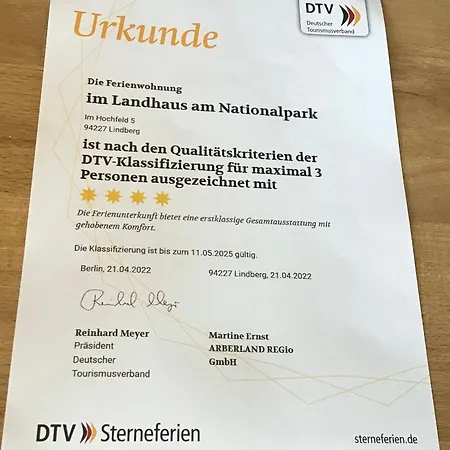 Urkunde
DTV
Deutscher
Tourismusverband
Die Ferienwohnung
im Landhaus am Nationalpark
Im Hochfeld 5
94227 Lindberg
ist nach den Qualitätskriterien der
DTV-Klassifizierung für maximal 3
Personen ausgezeichnet mit
Die Ferienunterkunft bietet eine erstklassige Gesamtausstattung mit
gehobenem Komfort.
Die Klassifizierung ist bis zum 11.05.2025 gültig.
Berlin, 21.04.2022
94227 Lindberg, 21.04.2022
Reinhard Meyer
Reinhard Meyer
Präsident
Deutscher
Tourismusverband
Martine Ernst
ARBERLAND REGio
GmbH
DTV Sterneferien
sterneferien.de